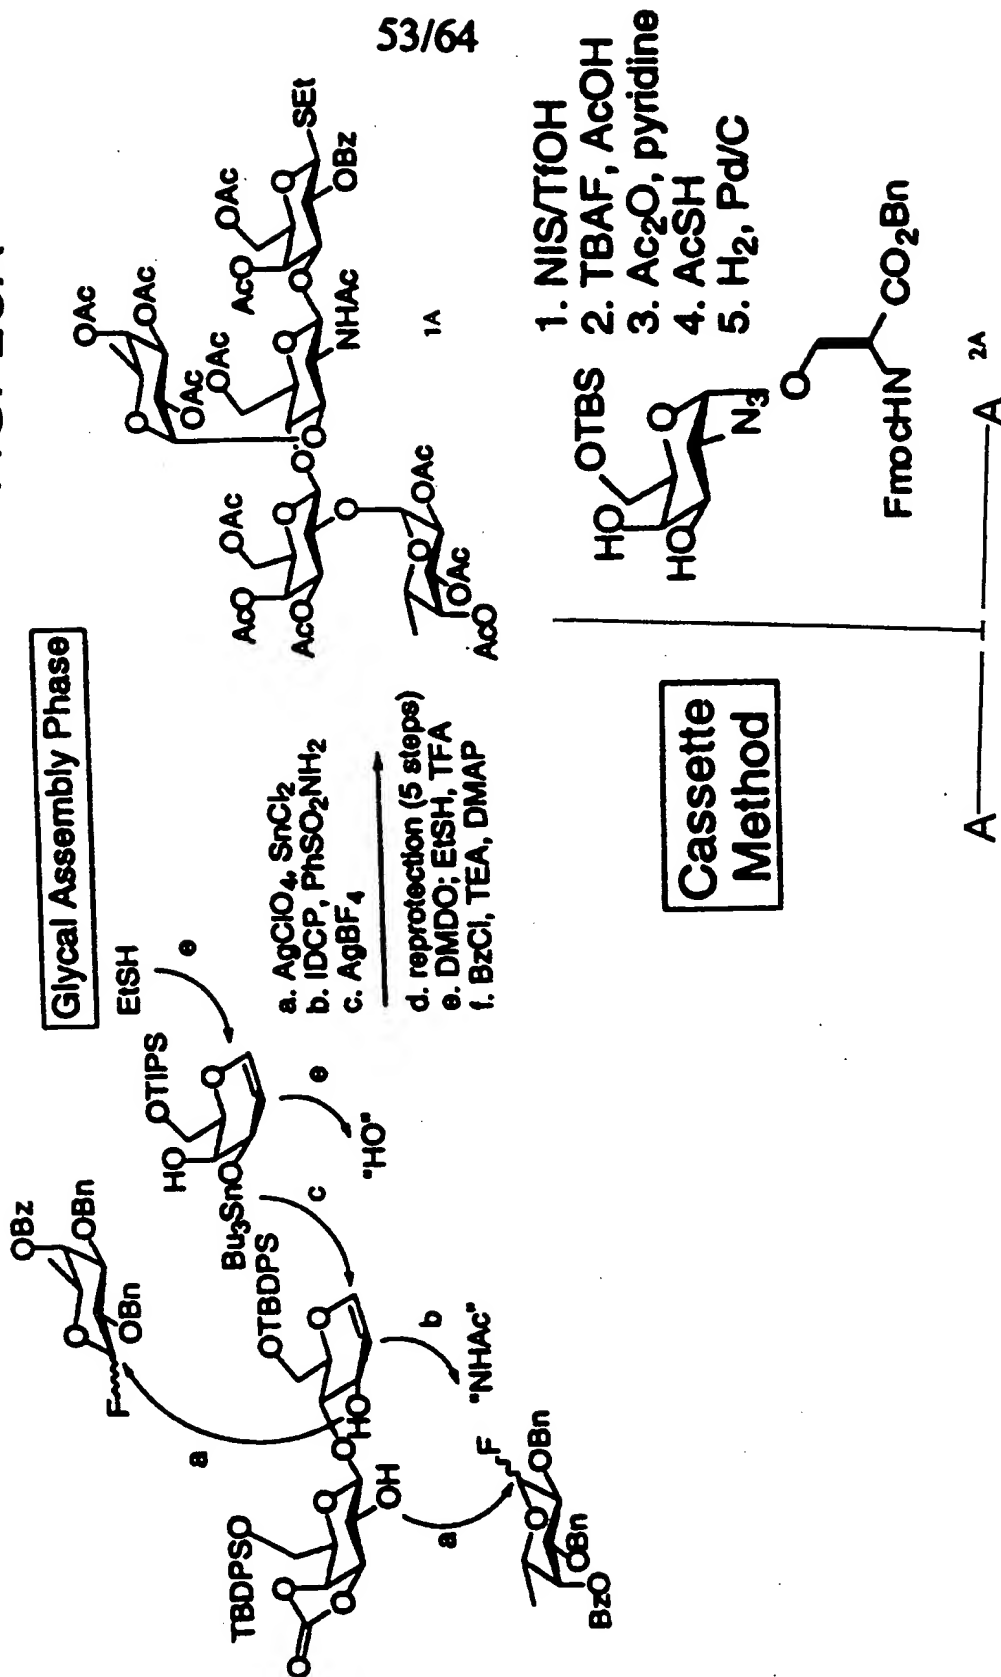 53/64
Glycal Assembly Phase
EtSH
e
OTIPS
HO
Bu3SnO
e
"HO"
c
OBz
OBn
O
OBn
F
a
OTBDPS
O
HO
O
b
"NHAc"
TBDPSO
O
O
O
O
OH
a
F
O
OBn
OBn
BzO
a. AgClO4, SnCl2
b. IDCP, PhSO2NH2
c. AgBF4
d. reprotection (5 steps)
e. DMDO; EtSH, TFA
f. BzCl, TEA, DMAP
OAc
OAc
O
OAc
OAc
AcO
O
SEt
OBz
OAc
O
O
NHAc
O
O
AcO
OAc
O
AcO
O
O
OAc
OAc
AcO
1A
Cassette
Method
HO
OTBS
O
HO
N3
O
FmocHN
CO2Bn
2A
1. NIS/TfOH
2. TBAF, AcOH
3. Ac2O, pyridine
4. AcSH
5. H2, Pd/C
A
A